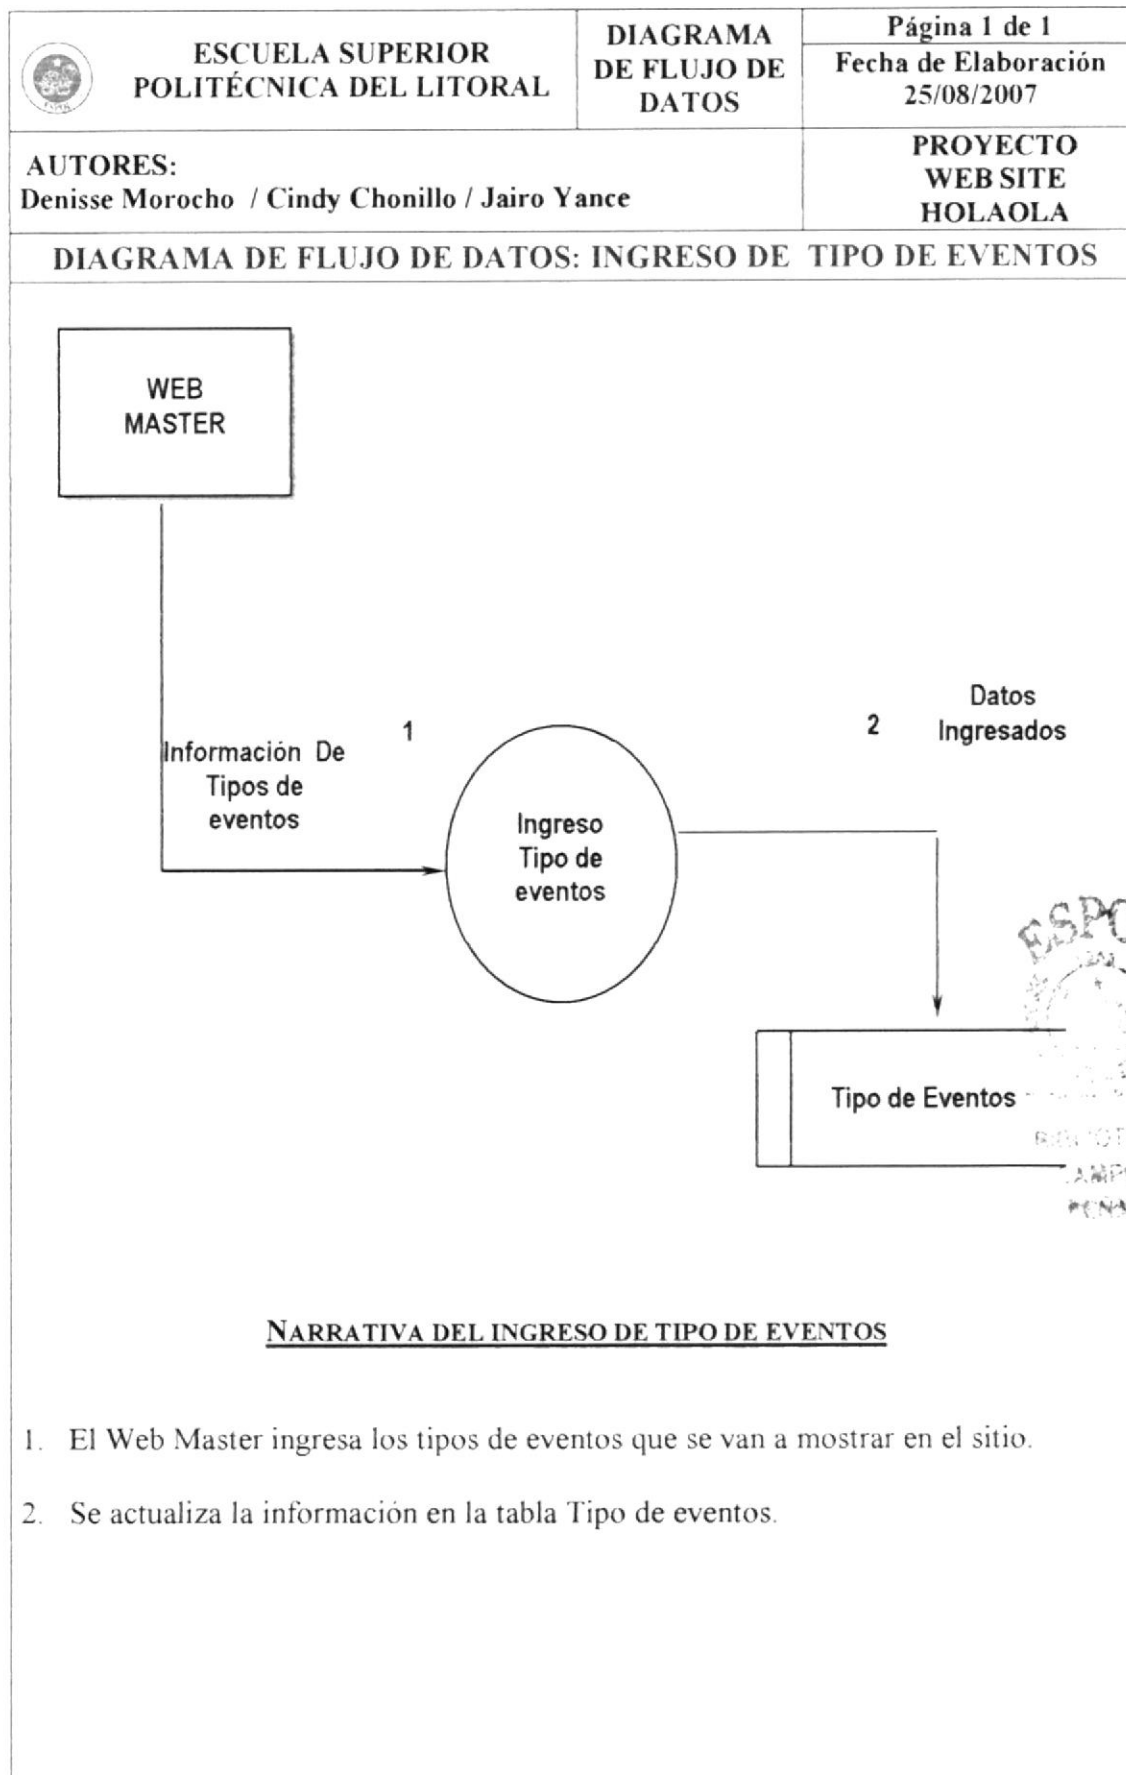 ESCUELA SUPERIOR
POLITÉCNICA DEL LITORAL
DIAGRAMA
DE FLUJO DE
DATOS
Página 1 de 1
Fecha de Elaboración
25/08/2007
AUTORES:
Denisse Morocho / Cindy Chonillo / Jairo Yance
PROYECTO
WEB SITE
HOLAOLA
DIAGRAMA DE FLUJO DE DATOS: INGRESO DE TIPO DE EVENTOS
WEB
MASTER
1
Información De
Tipos de
eventos
Ingreso
Tipo de
eventos
2
Datos
Ingresados
Tipo de Eventos
ESPO
NARRATIVA DEL INGRESO DE TIPO DE EVENTOS
1. El Web Master ingresa los tipos de eventos que se van a mostrar en el sitio.
2. Se actualiza la información en la tabla Tipo de eventos.